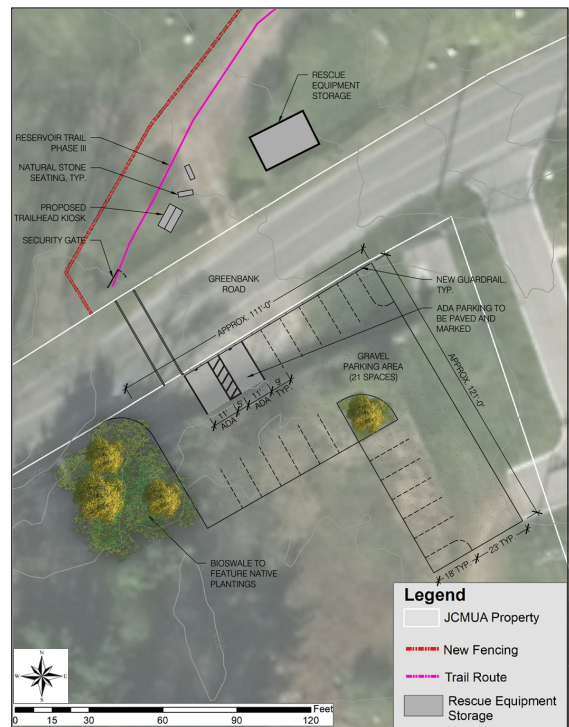 RESCUE
EQUIPMENT
STORAGE
RESERVOIR TRAIL
PHASE III
NATURAL STONE
SEATING, TYP.
PROPOSED
TRAILHEAD KIOSK
SECURITY GATE
GREENBANK
ROAD
NEW GUARDRAIL,
TYP.
APPROX. 111'-0"
ADA PARKING TO
BE PAVED AND
MARKED
GRAVEL
PARKING AREA
(21 SPACES)
APPROX. 121'-0"
11'
ADA
5'
11'
ADA
9'
TYP.
BIOSWALE TO
FEATURE NATIVE
PLANTINGS
18' TYP.
23' TYP.
Legend
JCMUA Property
New Fencing
Trail Route
Rescue Equipment
Storage
N
W
E
S
Feet
0 15 30 60 90 120